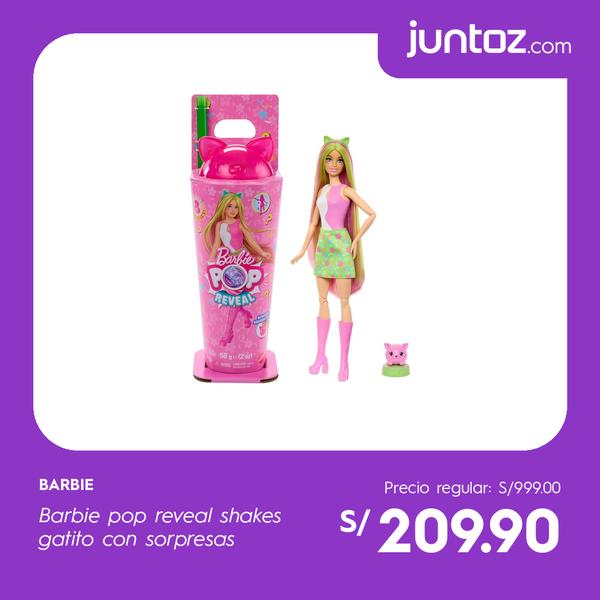 juntoz.com
Barbie
POP
REVEAL
BARBIE
Barbie pop reveal shakes
gatito con sorpresas
Precio regular: S/999.00
S/ 209.90